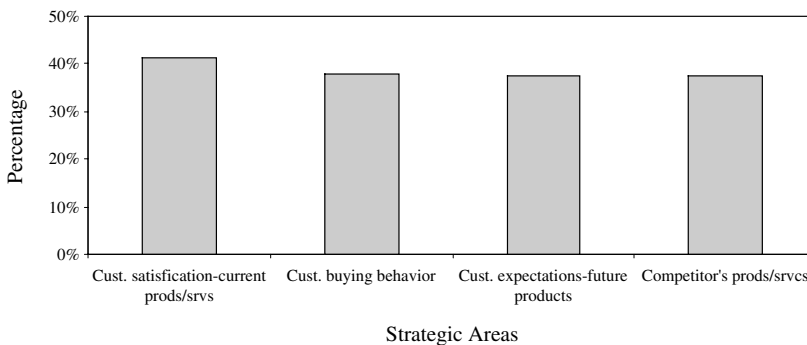 50%
40%
30%
20%
10%
0%
Percentage
Cust. satisfication-current
prods/srvs
Cust. buying behavior
Cust. expectations-future
products
Competitor's prods/srvcs
Strategic Areas